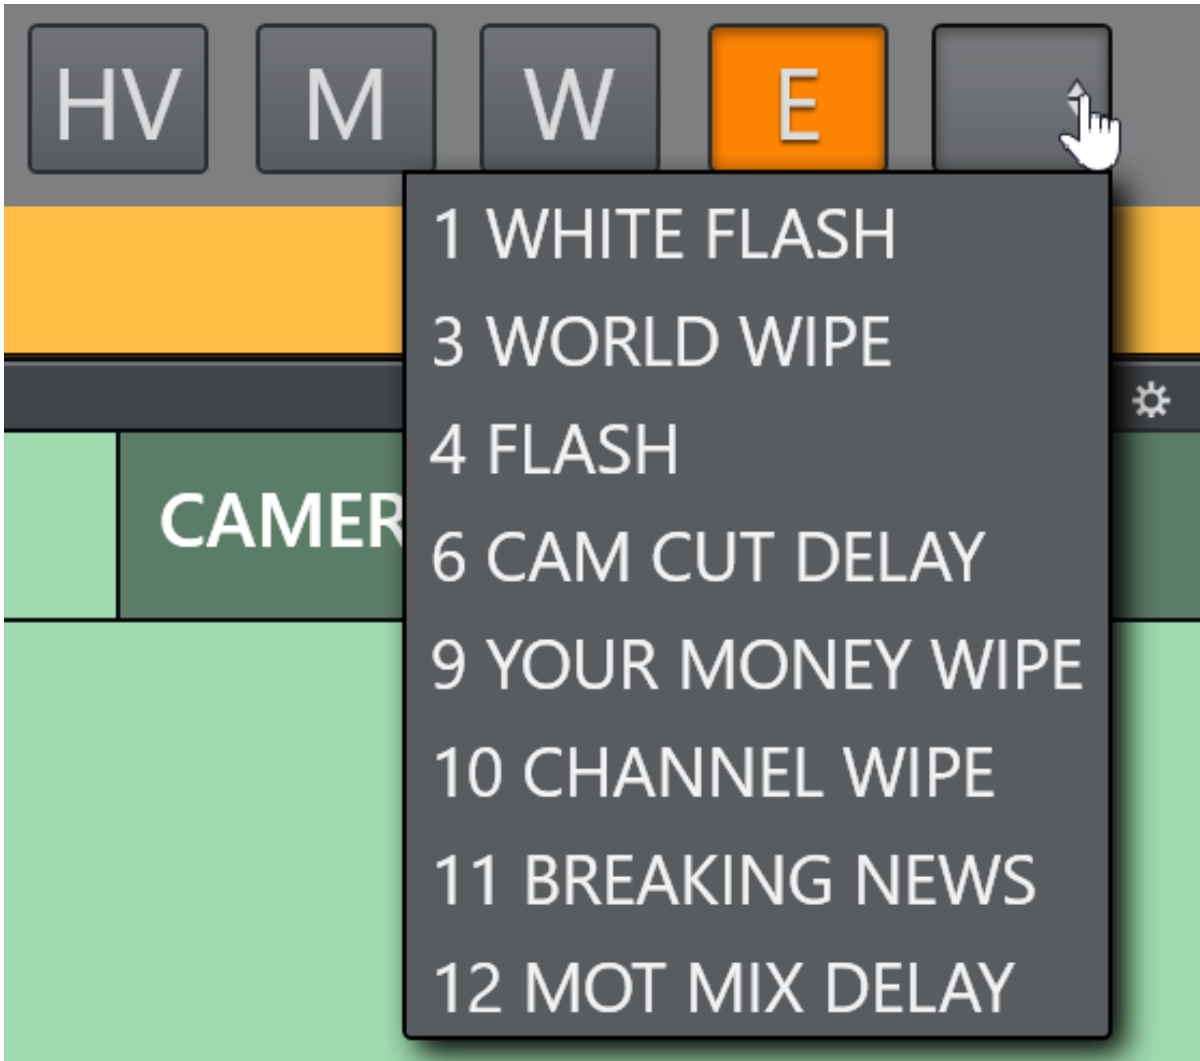 HV M W E
1 WHITE FLASH
3 WORLD WIPE
4 FLASH
CAMER
6 CAM CUT DELAY
9 YOUR MONEY WIPE
10 CHANNEL WIPE
11 BREAKING NEWS
12 MOT MIX DELAY